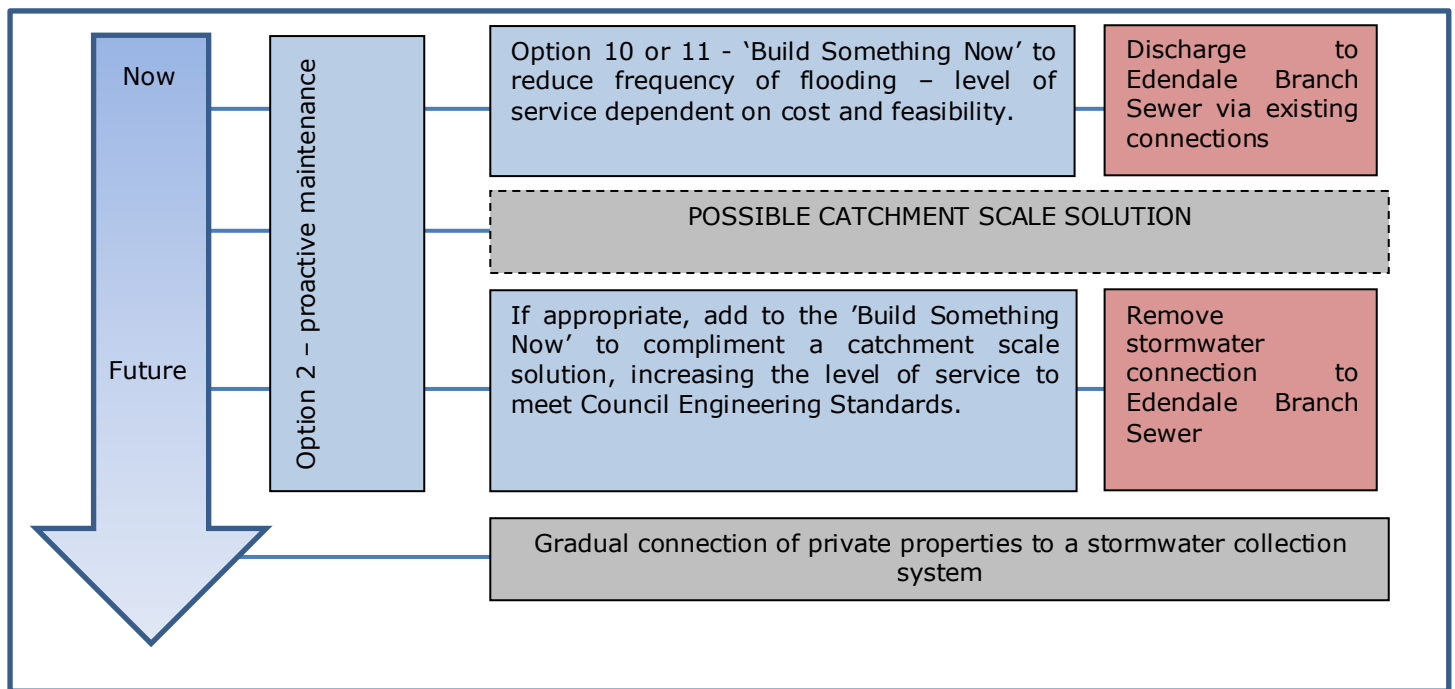 Now
Future
Option 2 – proactive maintenance
Option 10 or 11 - ‘Build Something Now’ to
reduce frequency of flooding – level of
service dependent on cost and feasibility.
Discharge to
Edendale Branch
Sewer via existing
connections
POSSIBLE CATCHMENT SCALE SOLUTION
If appropriate, add to the ’Build Something
Now’ to compliment a catchment scale
solution, increasing the level of service to
meet Council Engineering Standards.
Remove
stormwater
connection to
Edendale Branch
Sewer
Gradual connection of private properties to a stormwater collection
system